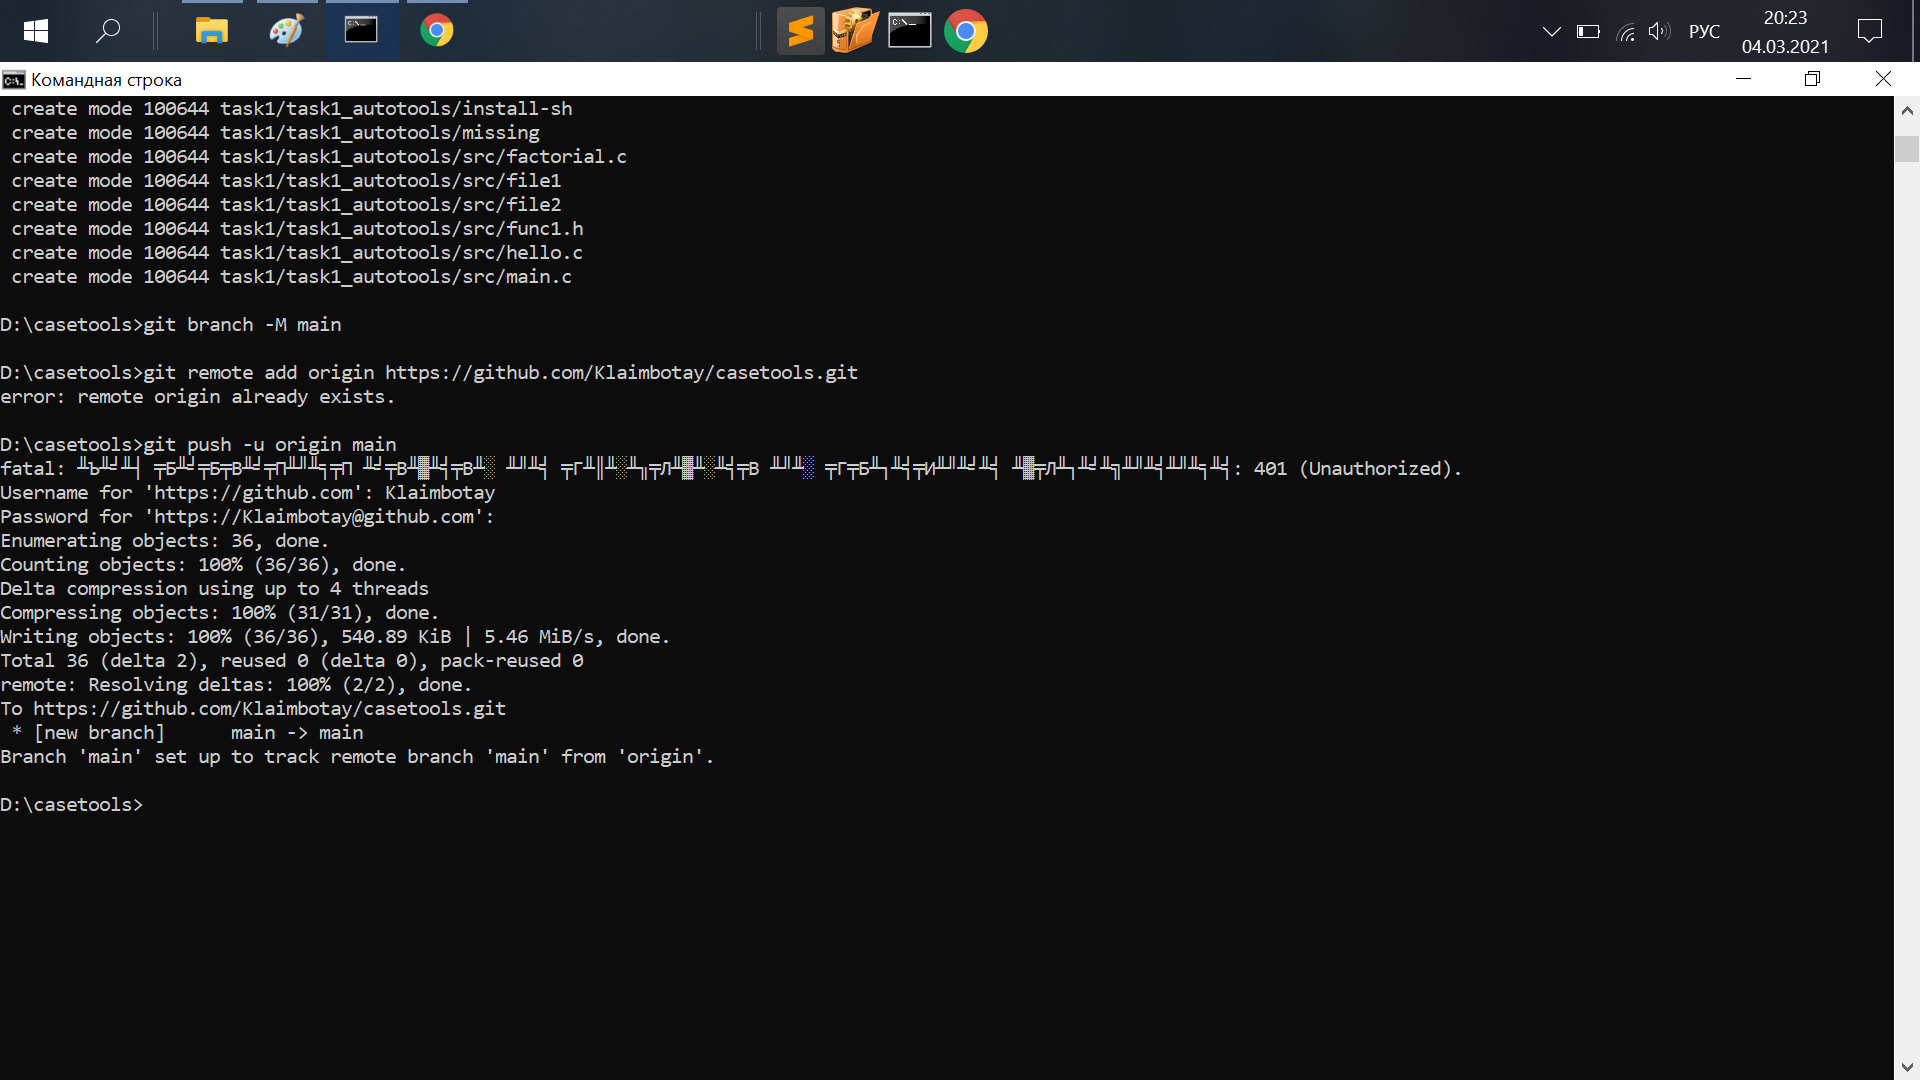 РУС
20:23
04.03.2021
Командная строка
create mode 100644 task1/task1_autotools/install-sh
create mode 100644 task1/task1_autotools/missing
create mode 100644 task1/task1_autotools/src/factorial.c
create mode 100644 task1/task1_autotools/src/file1
create mode 100644 task1/task1_autotools/src/file2
create mode 100644 task1/task1_autotools/src/func1.h
create mode 100644 task1/task1_autotools/src/hello.c
create mode 100644 task1/task1_autotools/src/main.c
D:\casetools>git branch -M main
D:\casetools>git remote add origin https://github.com/Klaimbotay/casetools.git
error: remote origin already exists.
D:\casetools>git push -u origin main
fatal: : 401 (Unauthorized).
Username for 'https://github.com': Klaimbotay
Password for 'https://Klaimbotay@github.com':
Enumerating objects: 36, done.
Counting objects: 100% (36/36), done.
Delta compression using up to 4 threads
Compressing objects: 100% (31/31), done.
Writing objects: 100% (36/36), 540.89 KiB | 5.46 MiB/s, done.
Total 36 (delta 2), reused 0 (delta 0), pack-reused 0
remote: Resolving deltas: 100% (2/2), done.
To https://github.com/Klaimbotay/casetools.git
* [new branch]      main -> main
Branch 'main' set up to track remote branch 'main' from 'origin'.
D:\casetools>